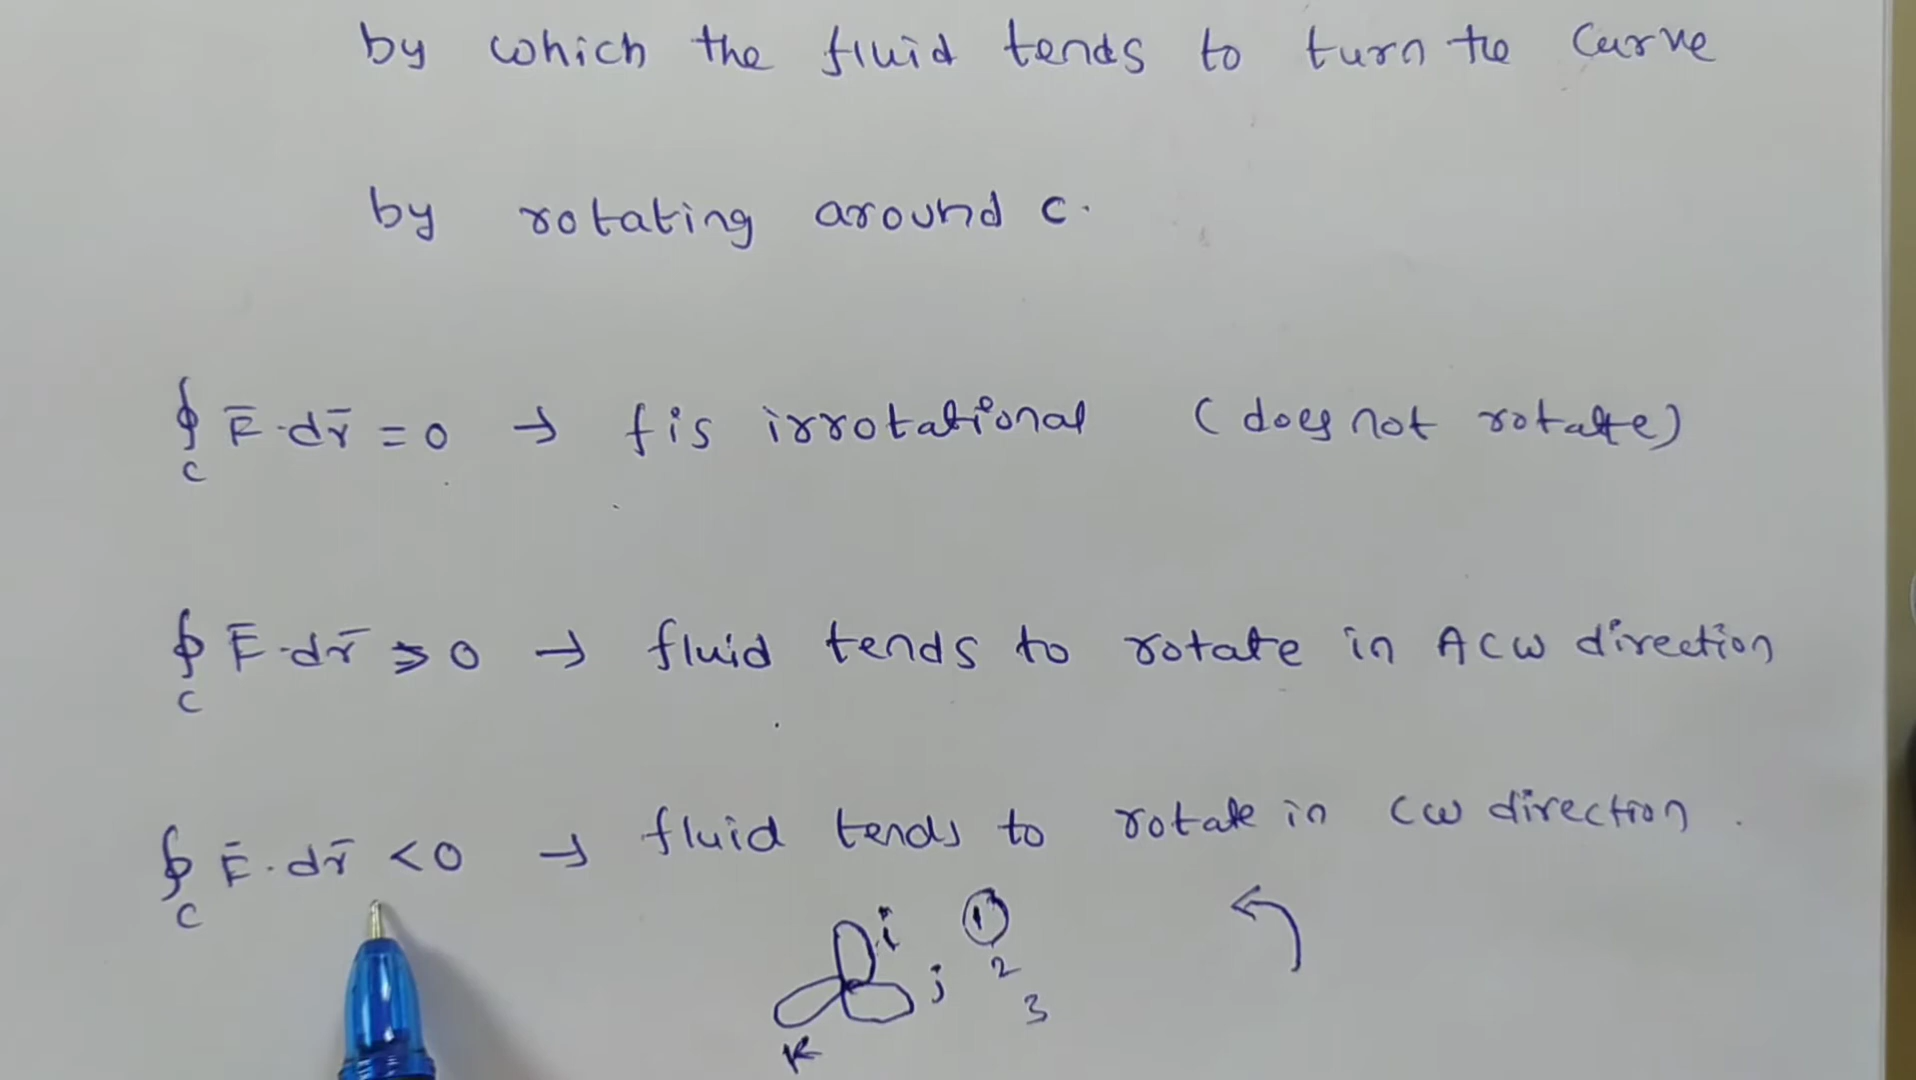 by which the fluid tends to turn the curve
by rotating around c.
∮c F̄·dr̄ = 0 → f is irrotational (does not rotate)
∮c F̄·dr̄ > 0 → fluid tends to rotate in ACW direction
∮c F̄·dr̄ < 0 → fluid tends to rotate in CW direction.
i 1
j 2
3
K